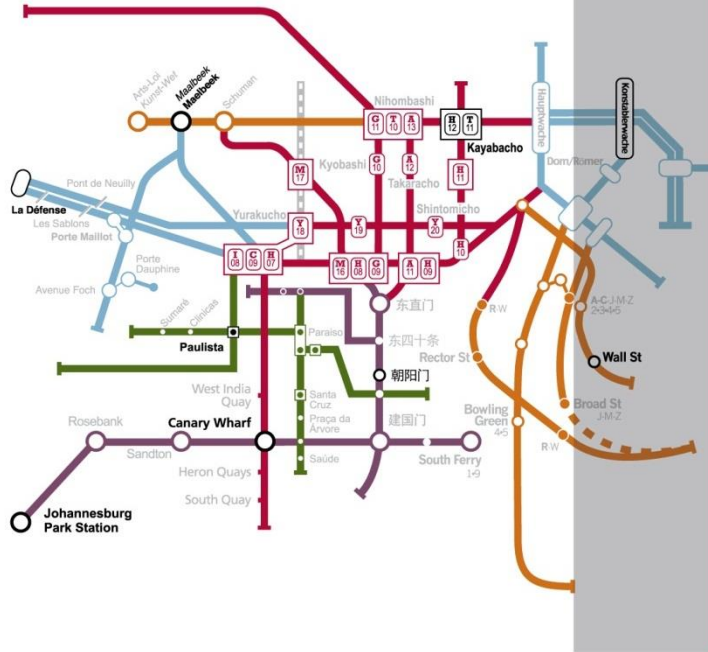 Arts-Loi
Kunst-Wet
Maalbeek
Maelbeek
Schuman
Nihombashi
G
11
T
10
A
13
H
12
T
11
Kayabacho
Hauptwache
Konstablerwache
M
17
Kyobashi
G
10
A
12
Takaracho
H
11
Dom/Römer
La Défense
Pont de Neuilly
Les Sablons
Porte Maillot
Yurakucho
Y
18
Y
19
Shintomicho
Y
20
H
10
I
08
C
09
H
07
M
16
H
08
G
09
A
11
H
09
Avenue Foch
Porte
Dauphine
东直门
R-W
A-C-J-M-Z
2-3-4-5
Sumaré
Clinicas
Paulista
Paraiso
东四十条
Rector St
Wall St
朝阳门
West India
Quay
Santa
Cruz
Broad St
J-M-Z
Rosebank
Canary Wharf
Praça da
Árvore
建国门
Bowling
Green
4-5
Sandton
Saúde
South Ferry
1-9
R-W
Heron Quays
South Quay
Johannesburg
Park Station